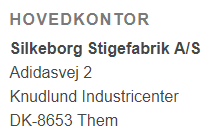 HOVEDKONTOR
Silkeborg Stigefabrik A/S
Adidasvej 2
Knudlund Industricenter
DK-8653 Them